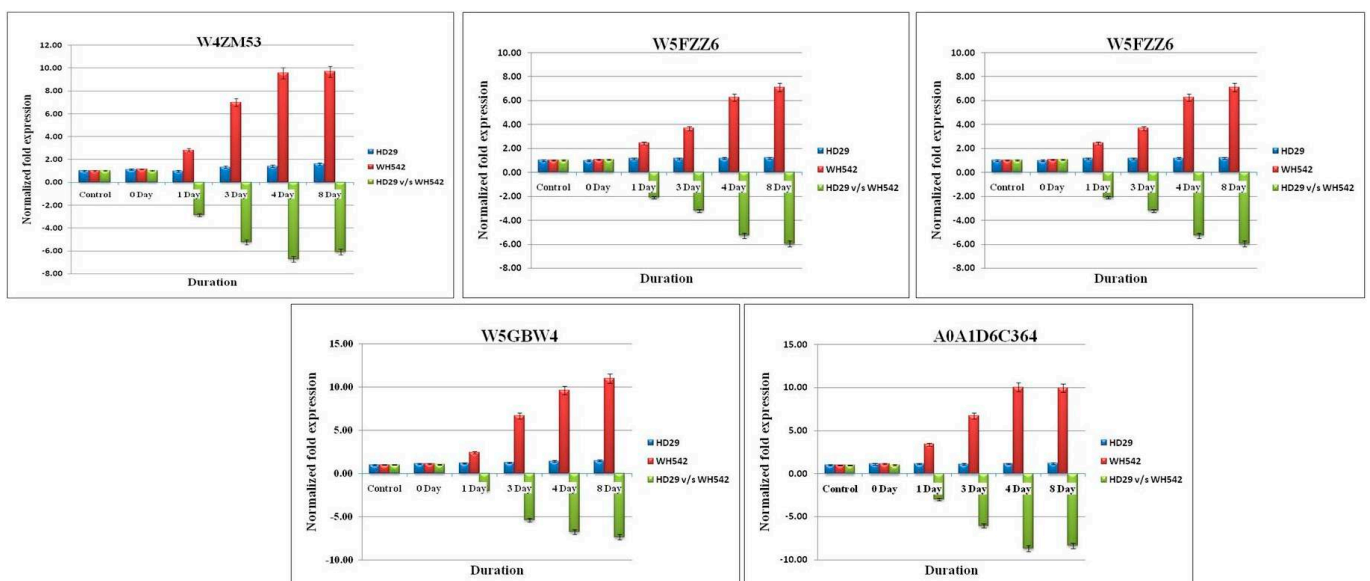 W4ZM53
12.00
10.00
8.00
6.00
4.00
2.00
0.00
-2.00
-4.00
-6.00
-8.00
Normalized fold expression
Control 0 Day 1 Day 3 Day 4 Day 8 Day
Duration
HD29
WH542
HD29 v/s WH542
W5FZZ6
10.00
8.00
6.00
4.00
2.00
0.00
-2.00
-4.00
-6.00
-8.00
Normalized fold expression
Control 0 Day 1 Day 3 Day 4 Day 8 Day
Duration
HD29
WH542
HD29 v/s WH542
W5FZZ6
10.00
8.00
6.00
4.00
2.00
0.00
-2.00
-4.00
-6.00
-8.00
Normalized fold expression
Control 0 Day 1 Day 3 Day 4 Day 8 Day
Duration
HD29
WH542
HD29 v/s WH542
W5GBW4
15.00
10.00
5.00
0.00
-5.00
-10.00
Normalized fold expression
Control 0 Day 1 Day 3 Day 4 Day 8 Day
Duration
HD29
WH542
HD29 v/s WH542
A0A1D6C364
15.00
10.00
5.00
0.00
-5.00
-10.00
Normalized fold expression
Control 0 Day 1 Day 3 Day 4 Day 8 Day
Duration
HD29
WH542
HD29 v/s WH542